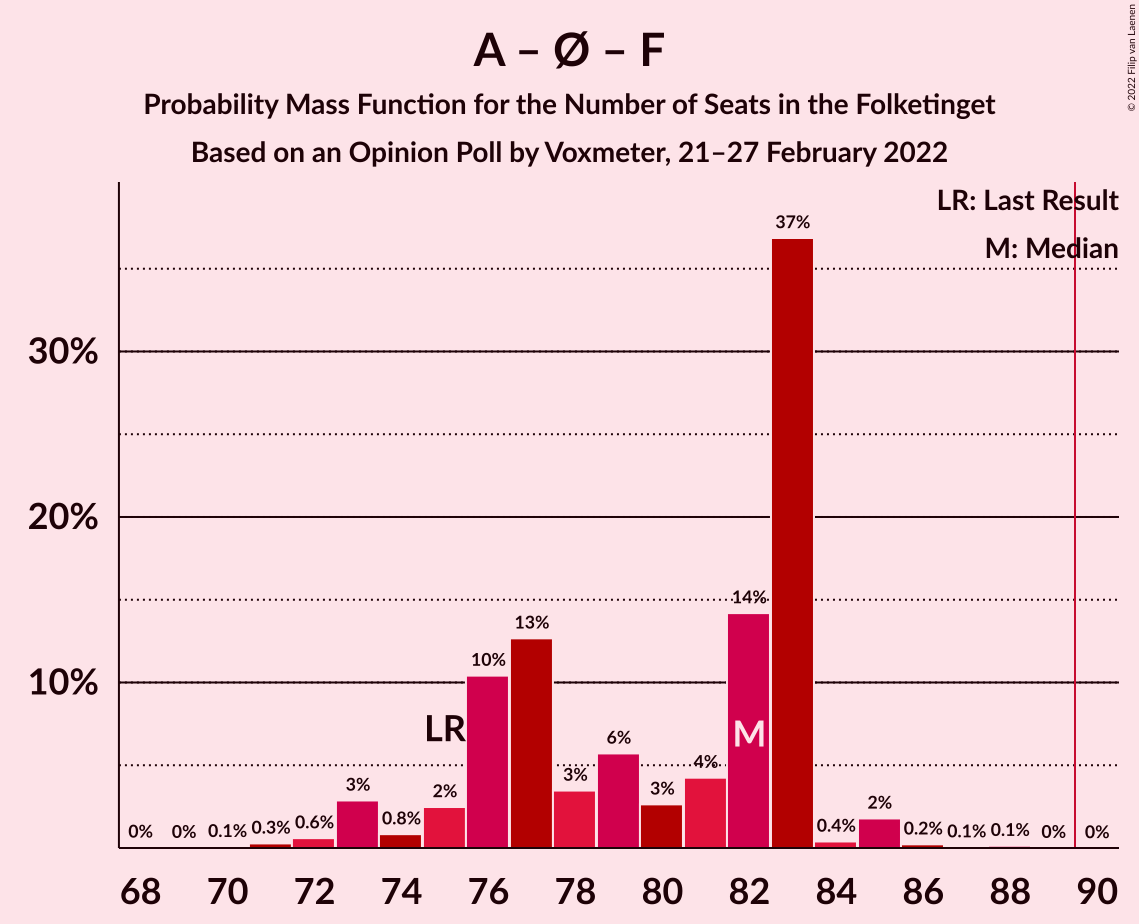 A – Ø – F
Probability Mass Function for the Number of Seats in the Folketinget
Based on an Opinion Poll by Voxmeter, 21–27 February 2022
© 2022 Filip van Laenen
LR: Last Result
M: Median
37%
30%
20%
14%
13%
10%
10%
LR
M
6%
4%
3%
3%
3%
2%
2%
0% 0% 0.1% 0.3% 0.6% 0.8% 0.4% 0.2% 0.1% 0.1% 0% 0%
68 70 72 74 76 78 80 82 84 86 88 90